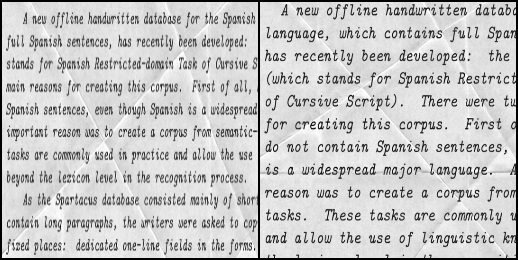 A new offline handwritten database for the Spanish
full Spanish sentences, has recently been developed:
stands for Spanish Restricted-domain Task of Cursive S
main reasons for creating this corpus. First of all,
Spanish sentences, even though Spanish is a widespread
important reason was to create a corpus from semantic-
tasks are commonly used in practice and allow the use
beyond the lexicon level in the recognition process.
As the Spartacus database consisted mainly of short
contain long paragraphs, the writers were asked to cop
fized places: dedicated one-line fields in the forms.
A new offline handwritten databa
language, which contains full Span
has recently been developed: the
(which stands for Spanish Restrict
of Cursive Script). There were tw
for creating this corpus. First o
do not contain Spanish sentences,
is a widespread major language. A
reason was to create a corpus from
tasks. These tasks are commonly u
and allow the use of linguistic kn